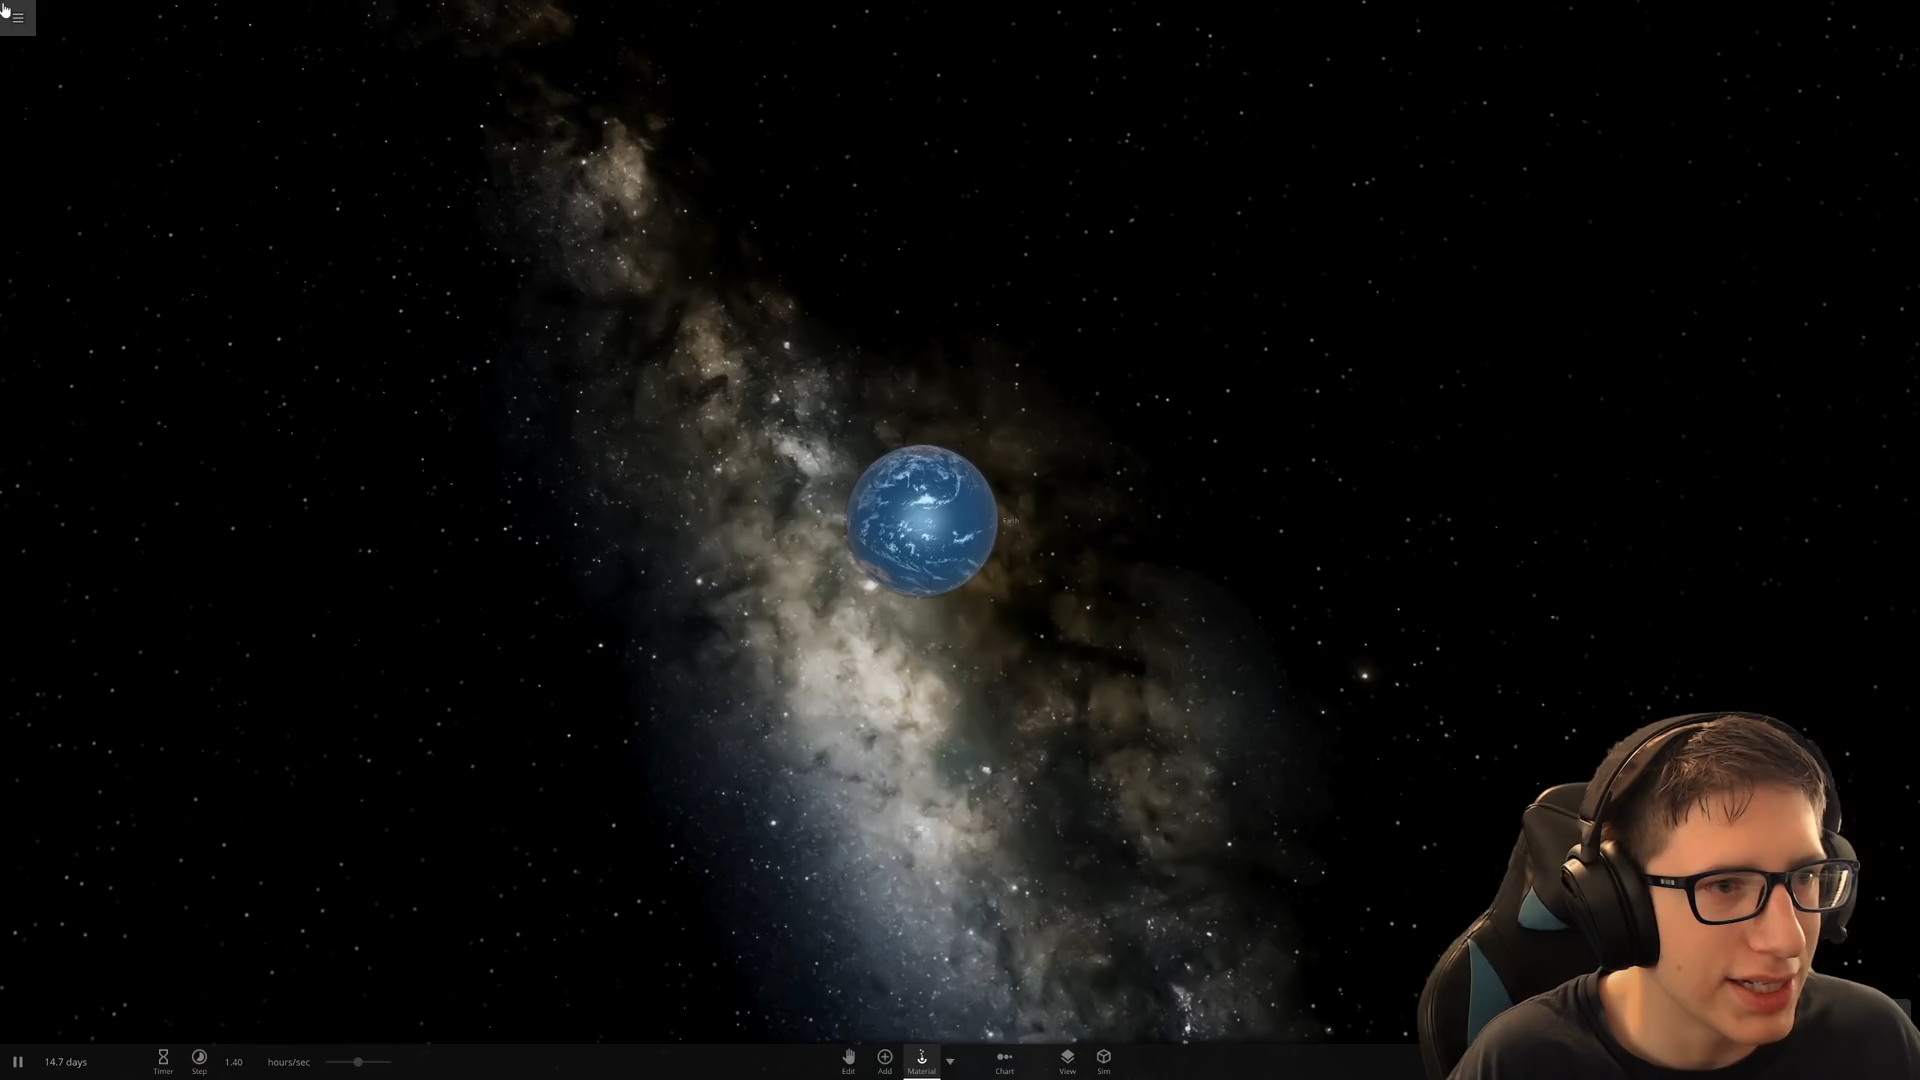 Earth
14.7 days
Timer
Step
1.40
hours/sec
Edit
Add
Material
Chart
View
Sim